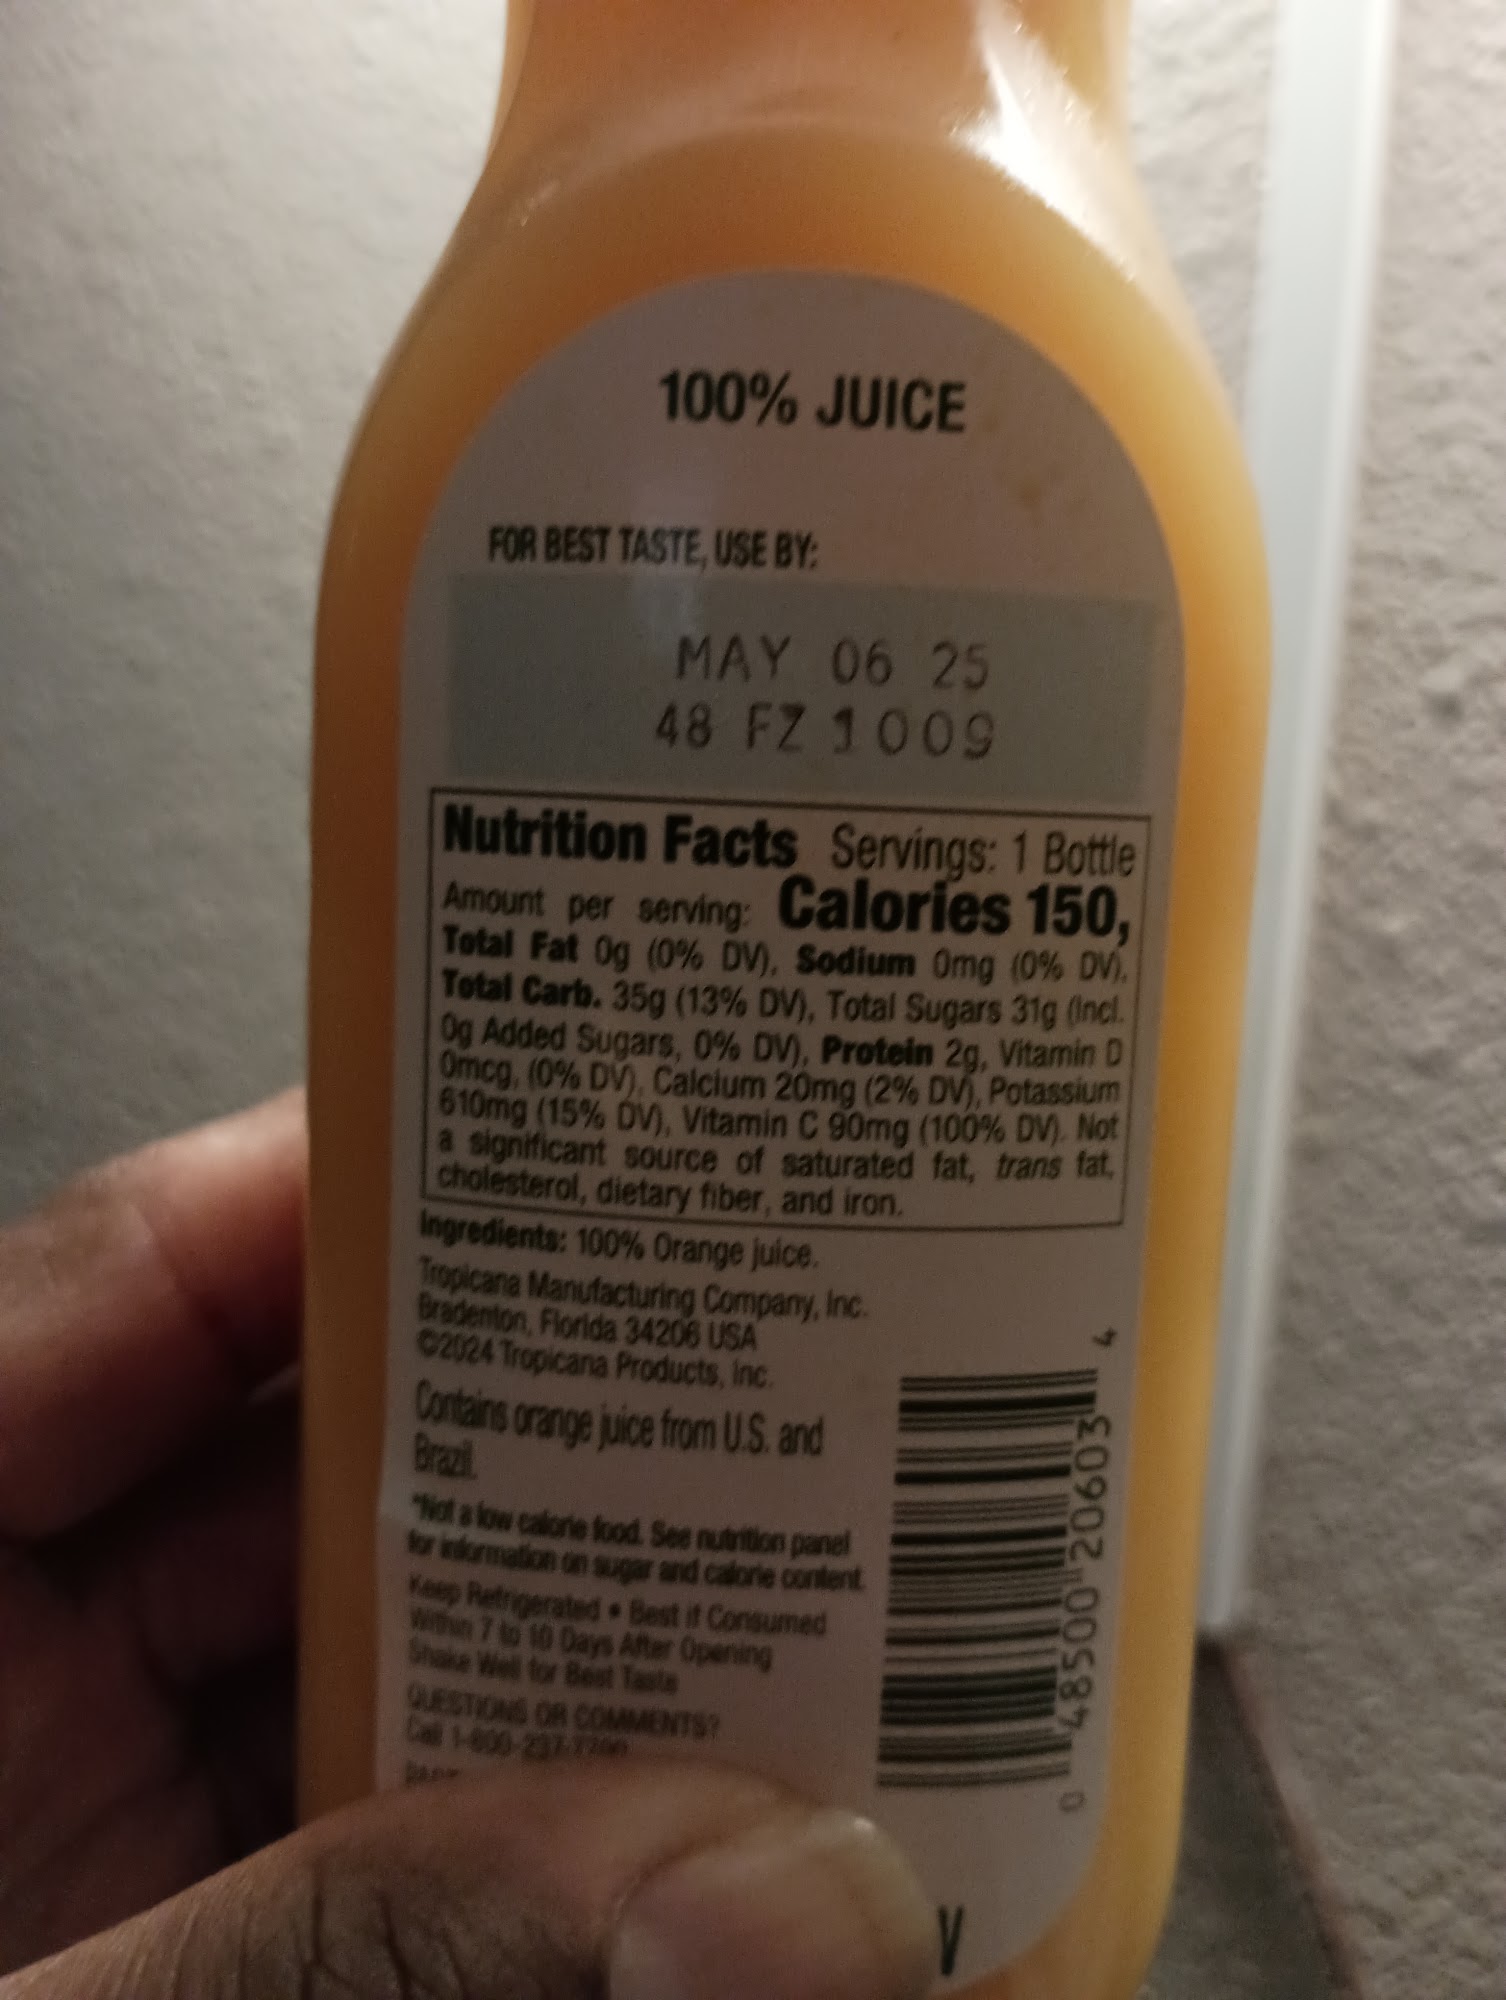 100% JUICE
FOR BEST TASTE, USE BY:
MAY 06 25
48 FZ 1009
Nutrition Facts Servings: 1 Bottle
Amount per serving: Calories 150,
Total Fat 0g (0% DV), Sodium 0mg (0% DV),
Total Carb. 35g (13% DV), Total Sugars 31g (Incl.
0g Added Sugars, 0% DV), Protein 2g, Vitamin D
0mcg, (0% DV), Calcium 20mg (2% DV), Potassium
610mg (15% DV), Vitamin C 90mg (100% DV). Not
a significant source of saturated fat, trans fat,
cholesterol, dietary fiber, and iron.
Ingredients: 100% Orange juice.
Tropicana Manufacturing Company, Inc.
Bradenton, Florida 34206 USA
©2024 Tropicana Products, Inc.
Contains orange juice from U.S. and
Brazil.
*Not a low calorie food. See nutrition panel
for information on sugar and calorie content.
Keep Refrigerated • Best if Consumed
Within 7 to 10 Days After Opening
Shake Well for Best Taste
QUESTIONS OR COMMENTS?
Call
0 48500 20603 4
V